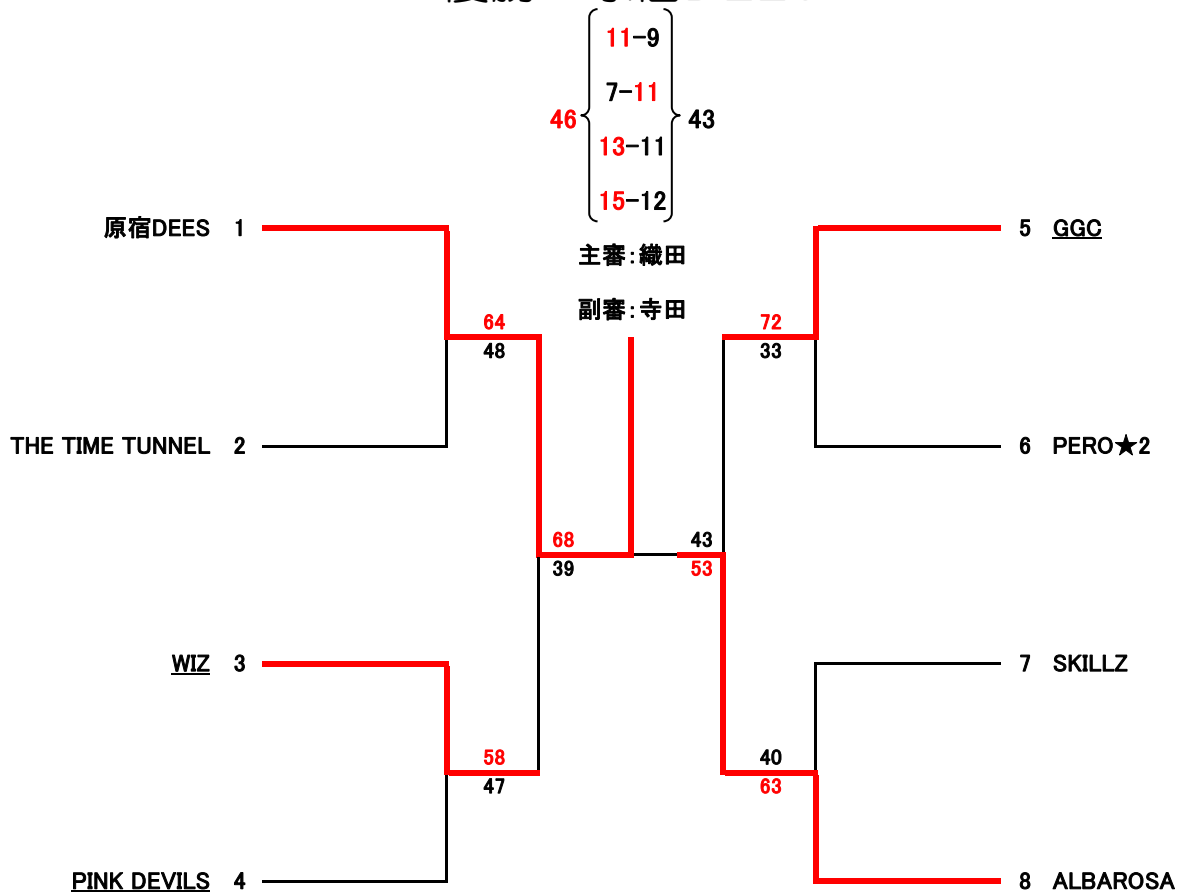 11-9
7-11
46
43
13-11
15-12
原宿DEES 1
5 GGC
主審:織田
副審:寺田
64
48
72
33
THE TIME TUNNEL 2
6 PERO★2
68
39
43
53
WIZ 3
7 SKILLZ
58
47
40
63
PINK DEVILS 4
8 ALBAROSA